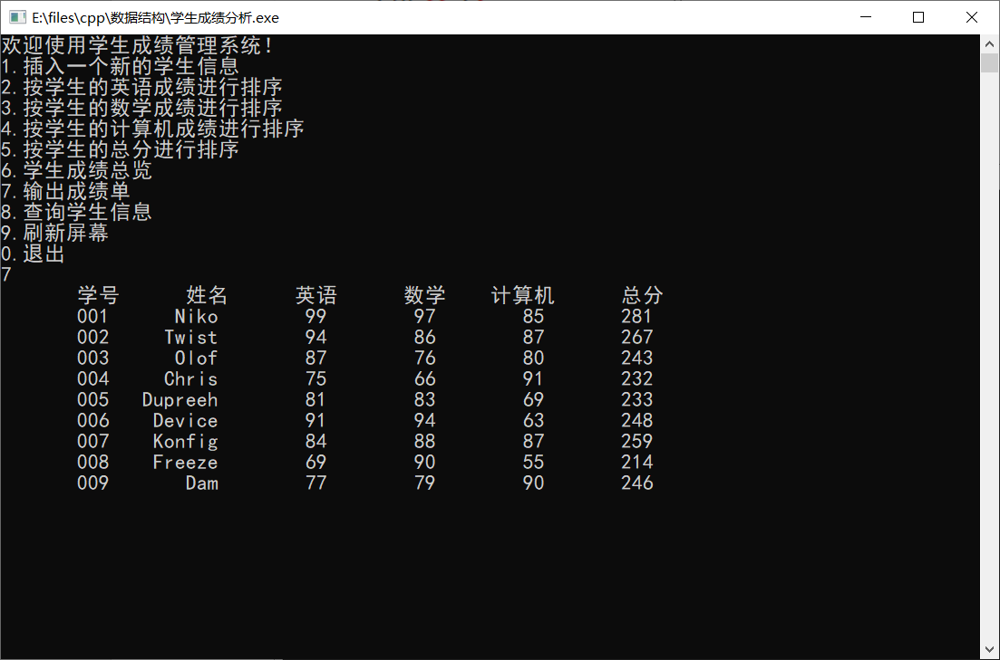 E:\files\cpp\数据结构\学生成绩分析.exe
欢迎使用学生成绩管理系统!
1.插入一个新的学生信息
2.按学生的英语成绩进行排序
3.按学生的数学成绩进行排序
4.按学生的计算机成绩进行排序
5.按学生的总分进行排序
6.学生成绩总览
7.输出成绩单
8.查询学生信息
9.刷新屏幕
0.退出
7
学号 姓名 英语 数学 计算机 总分
001 Niko 99 97 85 281
002 Twist 94 86 87 267
003 Olof 87 76 80 243
004 Chris 75 66 91 232
005 Dupreeh 81 83 69 233
006 Device 91 94 63 248
007 Konfig 84 88 87 259
008 Freeze 69 90 55 214
009 Dam 77 79 90 246